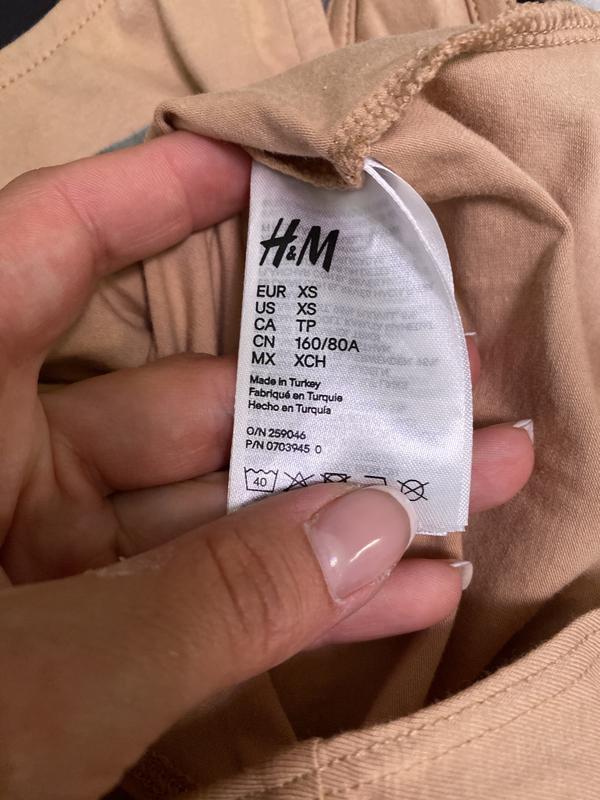 H&M
EUR XS
US XS
CA TP
CN 160/80A
MX XCH
Made in Turkey
Fabriqué en Turquie
Hecho en Turquía
O/N 259046
P/N 0703945 0
40